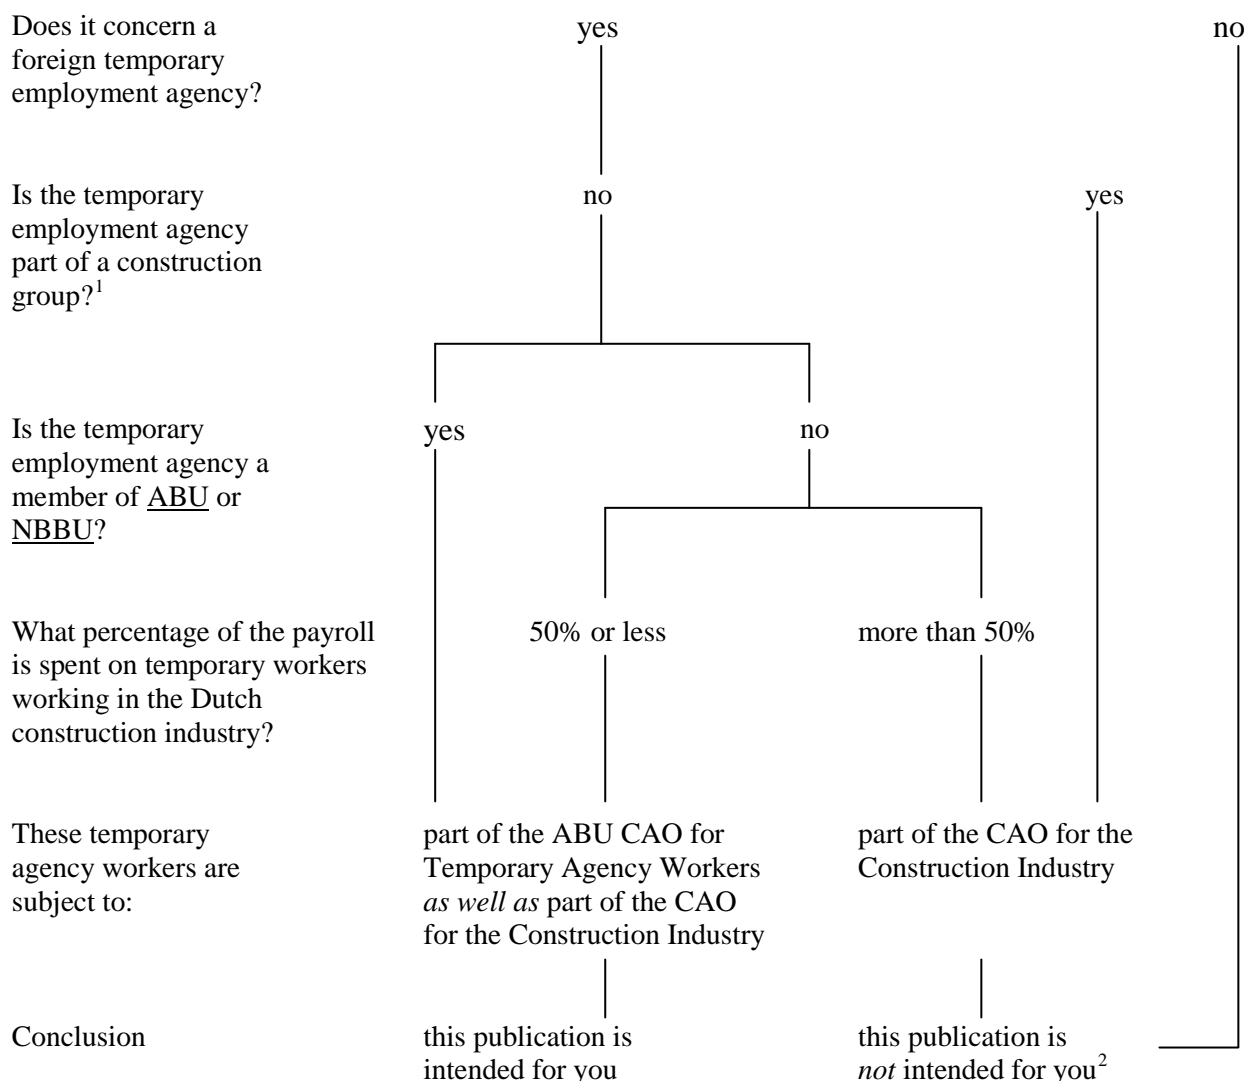 Does it concern a
foreign temporary
employment agency?
yes
no
Is the temporary
employment agency
part of a construction
group?1
no
yes
Is the temporary
employment agency a
member of ABU or
NBBU?
yes
no
What percentage of the payroll
is spent on temporary workers
working in the Dutch
construction industry?
50% or less
more than 50%
These temporary
agency workers are
subject to:
part of the ABU CAO for
Temporary Agency Workers
as well as part of the CAO
for the Construction Industry
part of the CAO for the
Construction Industry
Conclusion
this publication is
intended for you
this publication is
not intended for you2